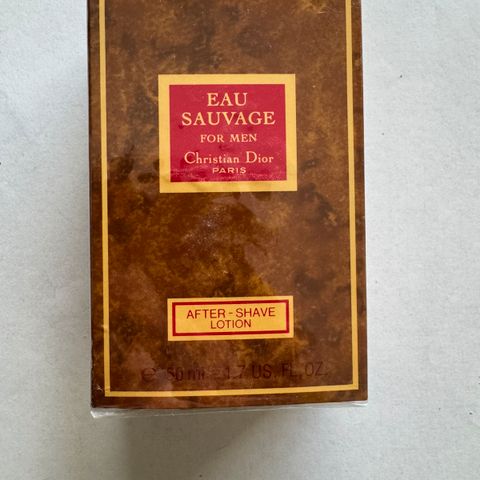 EAU
SAUVAGE
FOR MEN
Christian Dior
PARIS
AFTER-SHAVE
LOTION
e 50 ml = 1.7 US. FL. OZ.